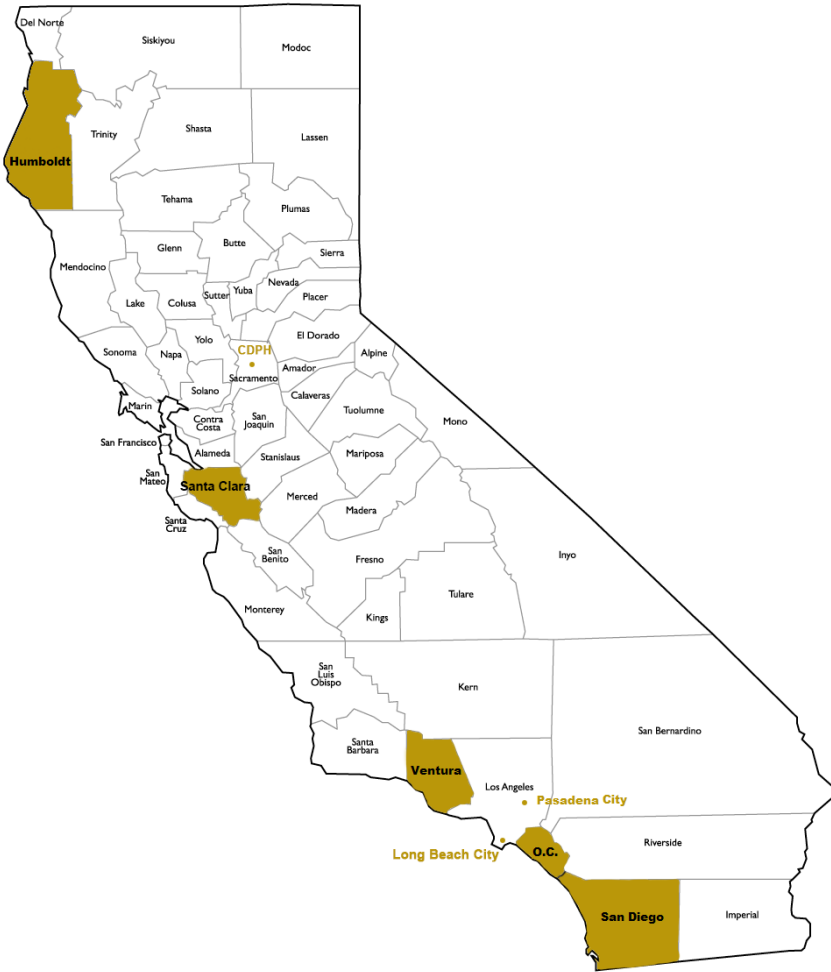 Del Norte
Siskiyou
Modoc
Humboldt
Trinity
Shasta
Lassen
Tehama
Plumas
Mendocino
Glenn
Butte
Sierra
Lake
Colusa
Sutter
Yuba
Nevada
Placer
Sonoma
Napa
Yolo
El Dorado
CDPH
Sacramento
Amador
Alpine
Solano
Calaveras
Marin
Contra
Costa
San
Joaquin
Tuolumne
Mono
San Francisco
Alameda
Stanislaus
Mariposa
San
Mateo
Santa Clara
Merced
Madera
Santa
Cruz
San
Benito
Fresno
Inyo
Monterey
Kings
Tulare
San
Luis
Obispo
Kern
San Bernardino
Santa
Barbara
Ventura
Los Angeles
Pasadena City
Long Beach City
O.C.
Riverside
San Diego
Imperial